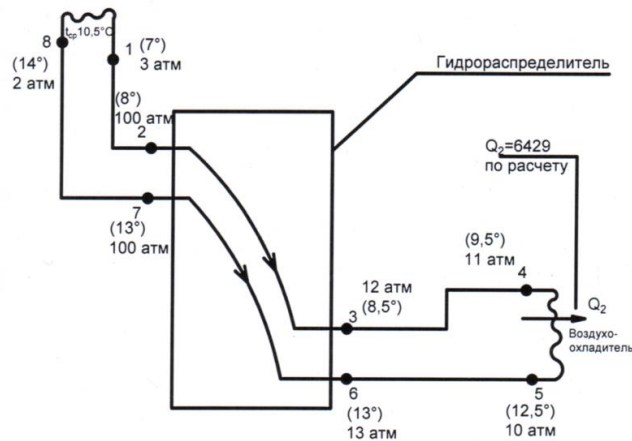 tср10,5°C
8
1 (7°)
3 атм
(14°)
2 атм
(8°)
100 атм
2
7
(13°)
100 атм
Гидрораспределитель
Q₂=6429
по расчету
(9,5°)
11 атм
4
12 атм
(8,5°)
3
Q₂
Воздухо-
охладитель
6
(13°)
13 атм
5
(12,5°)
10 атм